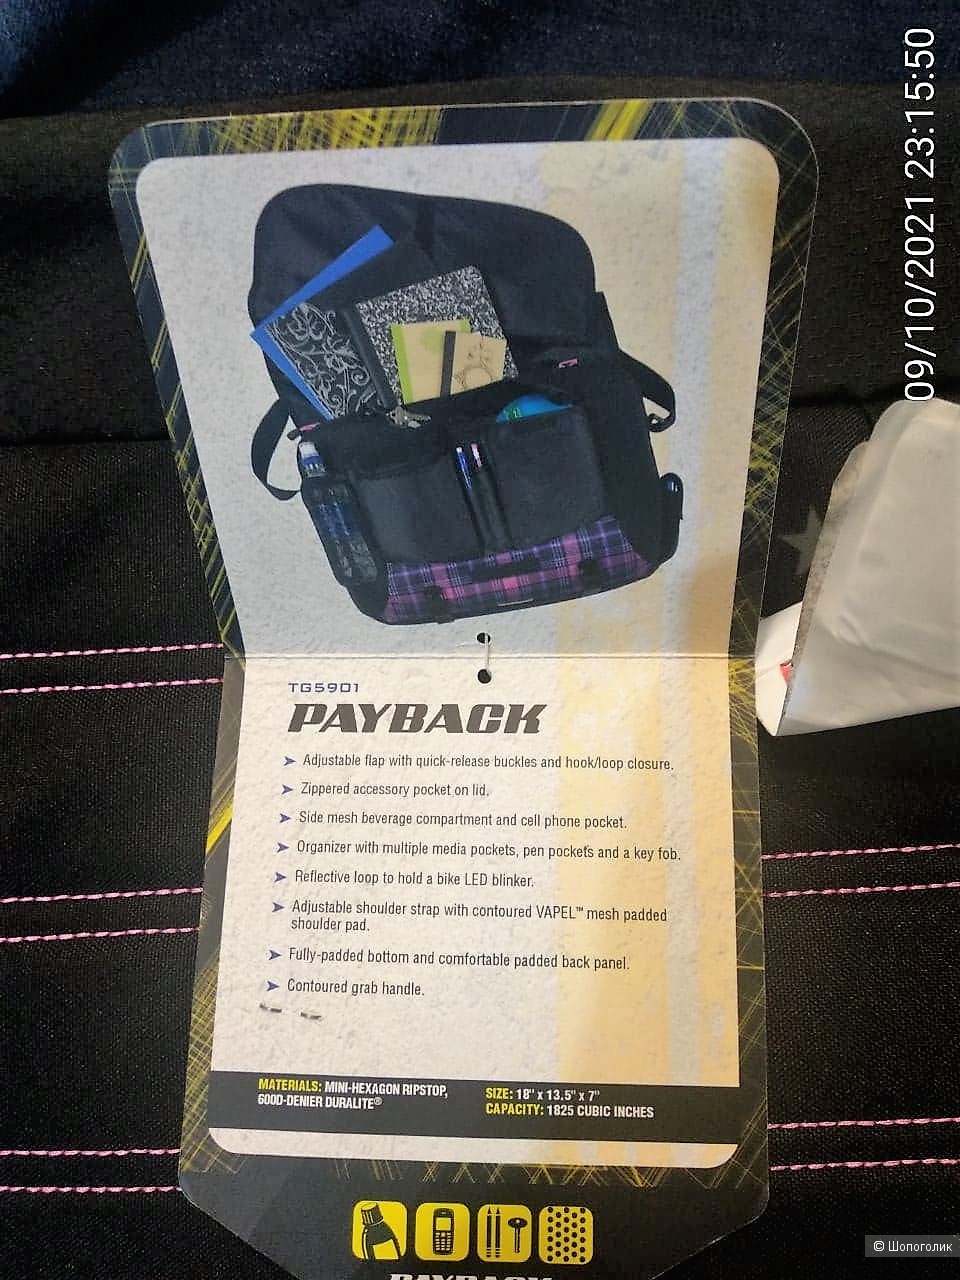 09/10/2021 23:15:50
TG5901
PAYBACK
➤ Adjustable flap with quick-release buckles and hook/loop closure.
➤ Zippered accessory pocket on lid.
➤ Side mesh beverage compartment and cell phone pocket.
➤ Organizer with multiple media pockets, pen pockets and a key fob.
➤ Reflective loop to hold a bike LED blinker.
➤ Adjustable shoulder strap with contoured VAPEL™ mesh padded
shoulder pad.
➤ Fully-padded bottom and comfortable padded back panel.
➤ Contoured grab handle.
MATERIALS: MINI-HEXAGON RIPSTOP,
600D-DENIER DURALITE®
SIZE: 18" x 13.5" x 7"
CAPACITY: 1825 CUBIC INCHES
PAYBACK
© Шопоголик